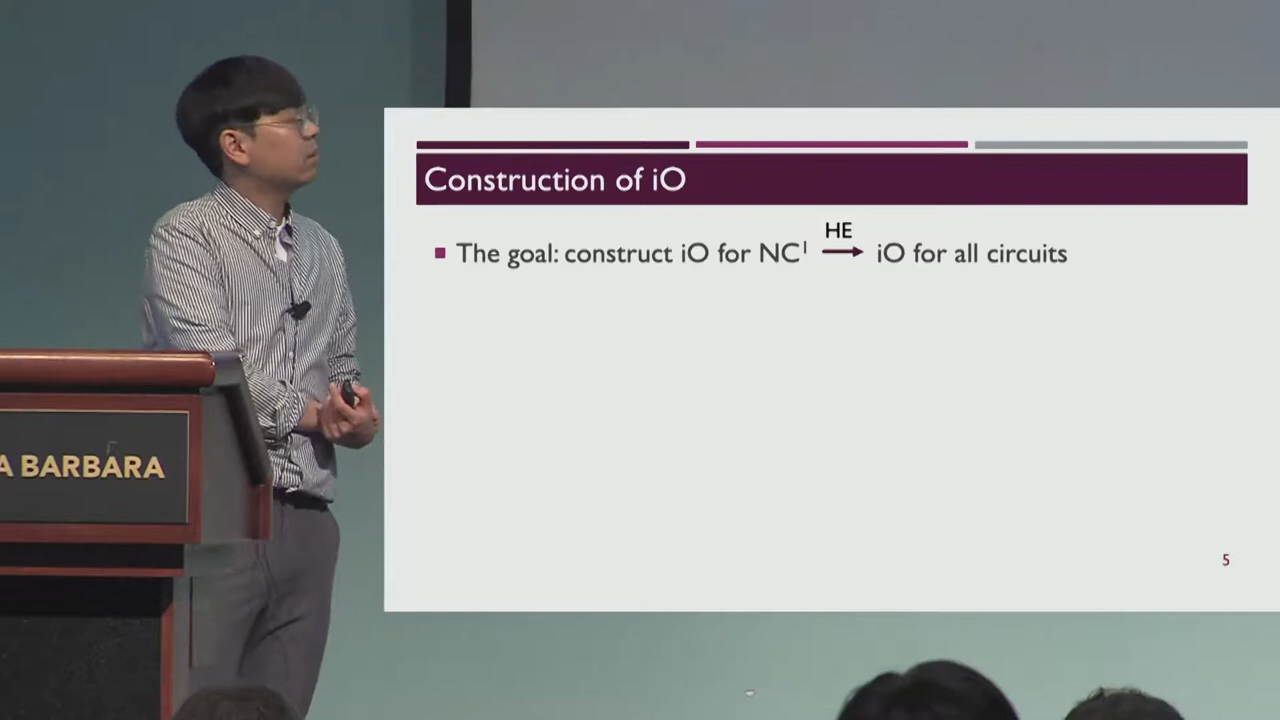 Construction of iO
HE
The goal: construct iO for NC¹ → iO for all circuits
5
A BARBARA